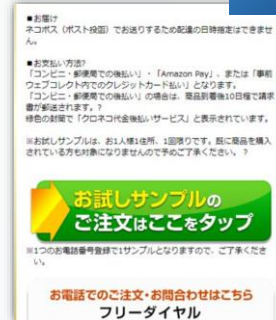 ■お届け
ネコポス（ポスト投函）でお送りするため配達の日時指定はできませ
ん。
■お支払い方法?
「コンビニ・郵便局での後払い」・「Amazon Pay」、または「事前
ウェブコレクト内でのクレジットカード払い」となります。
「コンビニ・郵便局での後払い」の場合は、商品到着後10日程で請求
書が郵送されます。?
緑色の封筒で「クロネコ代金後払いサービス」と表示されています。
※お試しサンプルは、お1人様1住所、1回限りです。既に商品を購入
されている方も対象になりませんので予めご了承ください。?
お試しサンプルの
ご注文はここをタップ
※1つのお電話番号登録で1サンプルとなりますので、ご了承くださ
い。
お電話でのご注文・お問合わせはこちら
フリーダイヤル